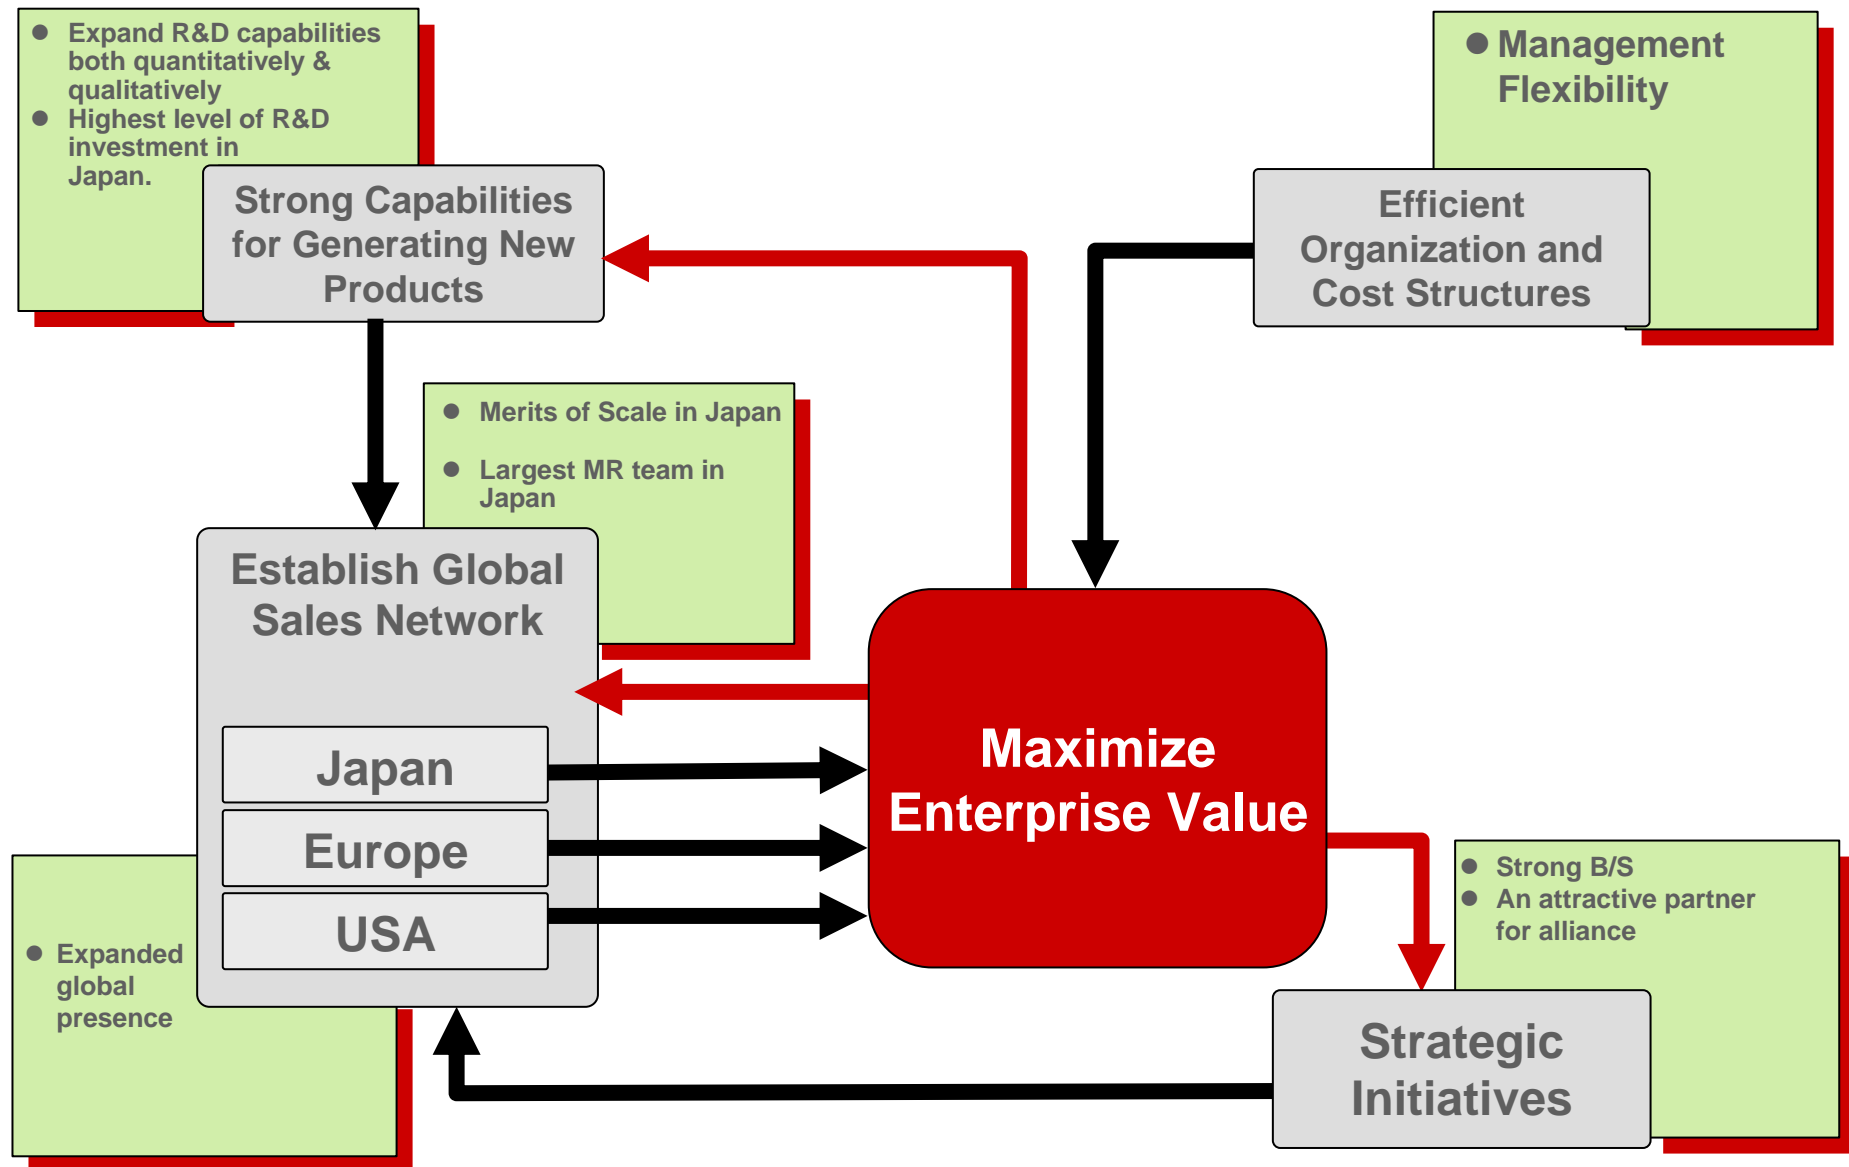 Expand R&D capabilities
both quantitatively &
qualitatively
Highest level of R&D
investment in
Japan.
Strong Capabilities
for Generating New
Products
Management
Flexibility
Efficient
Organization and
Cost Structures
Merits of Scale in Japan
Largest MR team in
Japan
Establish Global
Sales Network
Japan
Europe
USA
Maximize
Enterprise Value
Expanded
global
presence
Strong B/S
An attractive partner
for alliance
Strategic
Initiatives